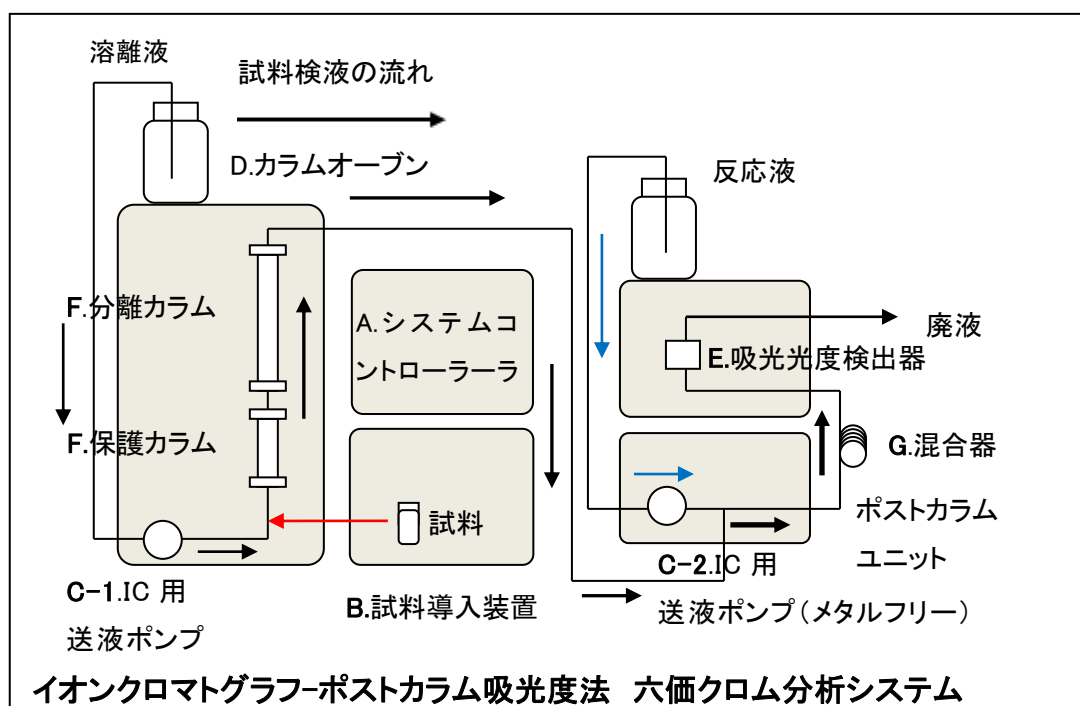 溶離液
試料検液の流れ
D.カラムオーブン
反応液
F.分離カラム
A.システムコ
ントローラーラ
廃液
E.吸光光度検出器
F.保護カラム
G.混合器
試料
ポストカラム
ユニット
C-1.IC 用
送液ポンプ
B.試料導入装置
C-2.IC 用
送液ポンプ（メタルフリー）
イオンクロマトグラフ-ポストカラム吸光度法 六価クロム分析システム